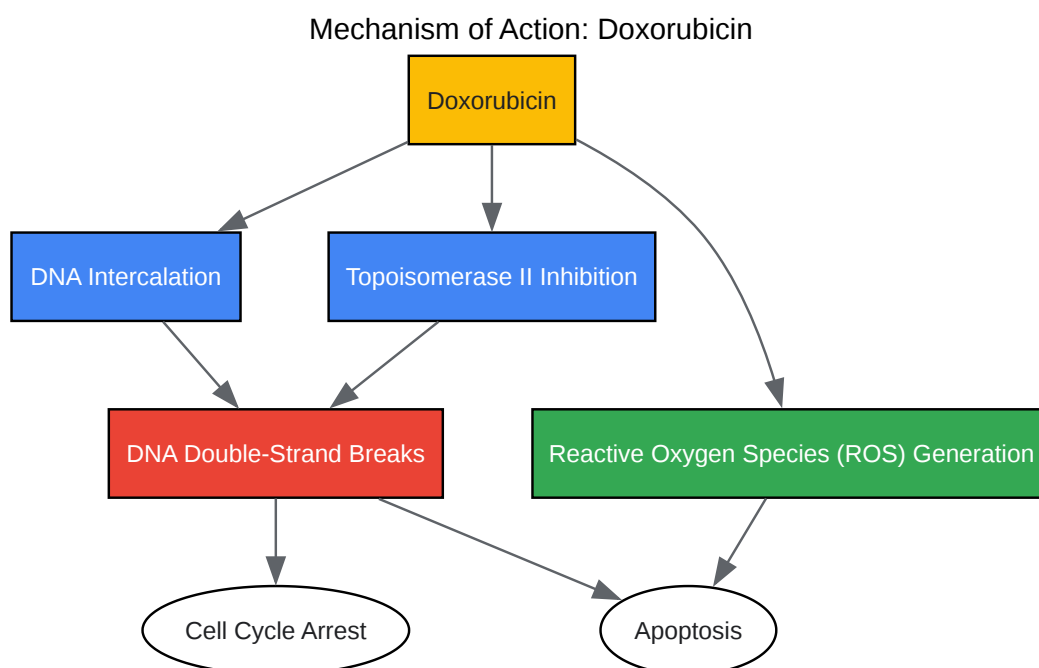 Mechanism of Action: Doxorubicin
Doxorubicin
DNA Intercalation
Topoisomerase II Inhibition
DNA Double-Strand Breaks
Reactive Oxygen Species (ROS) Generation
Cell Cycle Arrest
Apoptosis